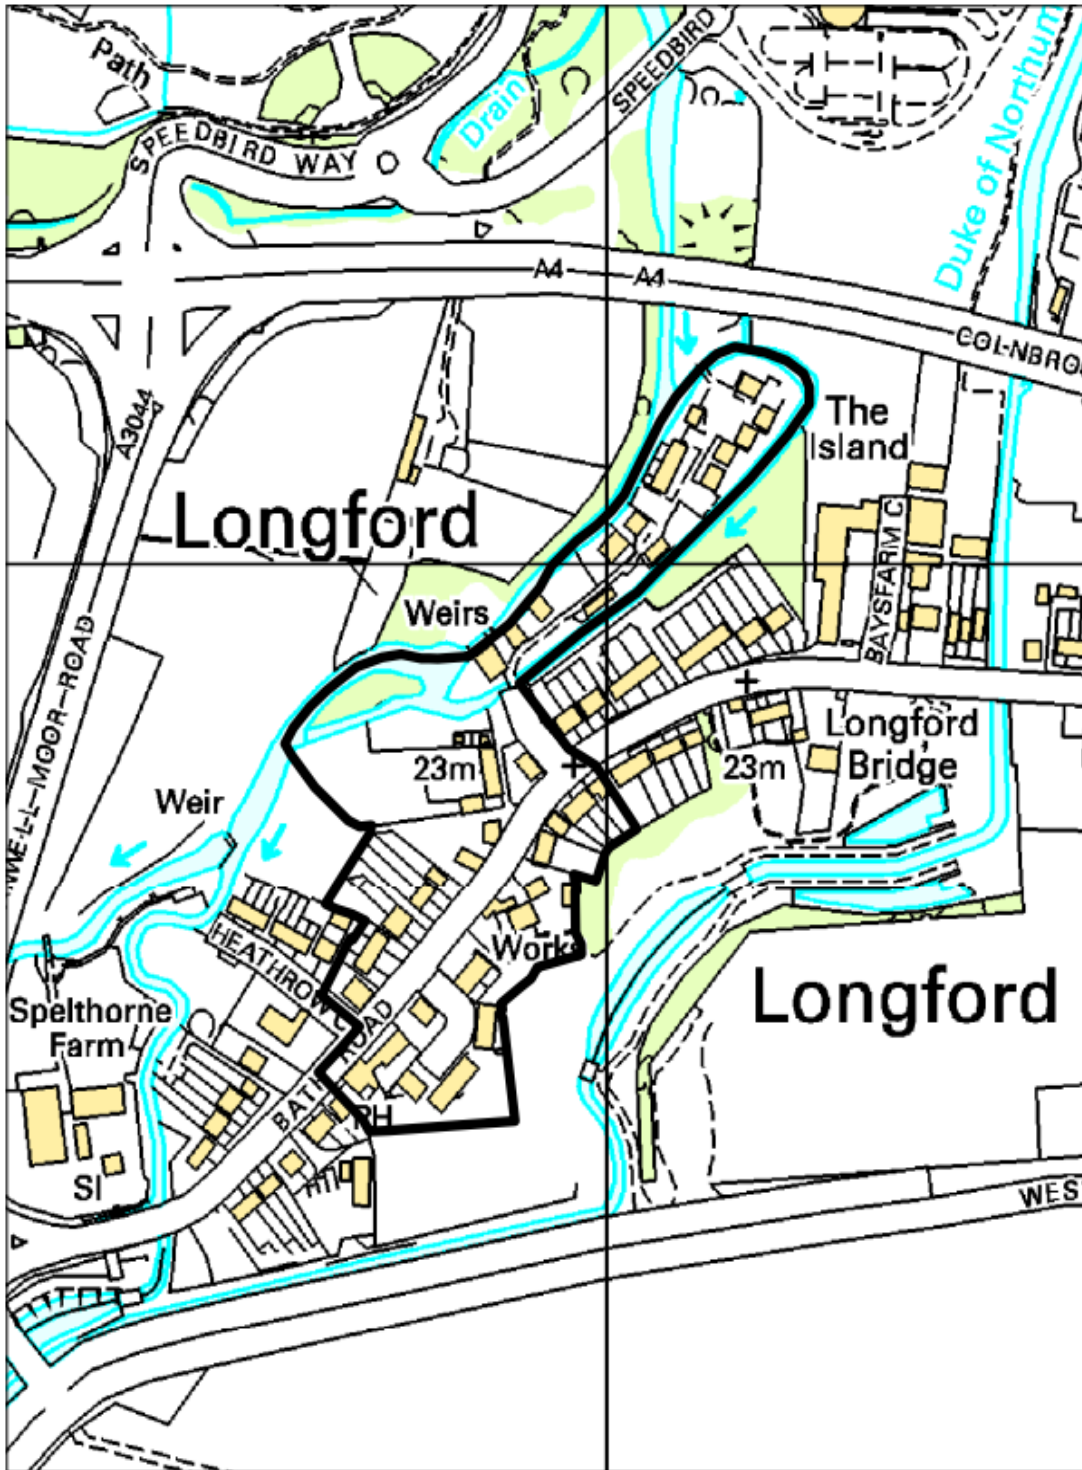 Path
SPEEDBIRD WAY
Drain
SPEEDBIRD
Duke of Northum
A4
A4
COLNBRO
A3044
The
Island
Longford
BAYSFARM C
Weirs
Longford
Bridge
23m
23m
Weir
Works
HEATHROW C
Spelthorne
Farm
Longford
BATH ROAD
PH
SI
WES